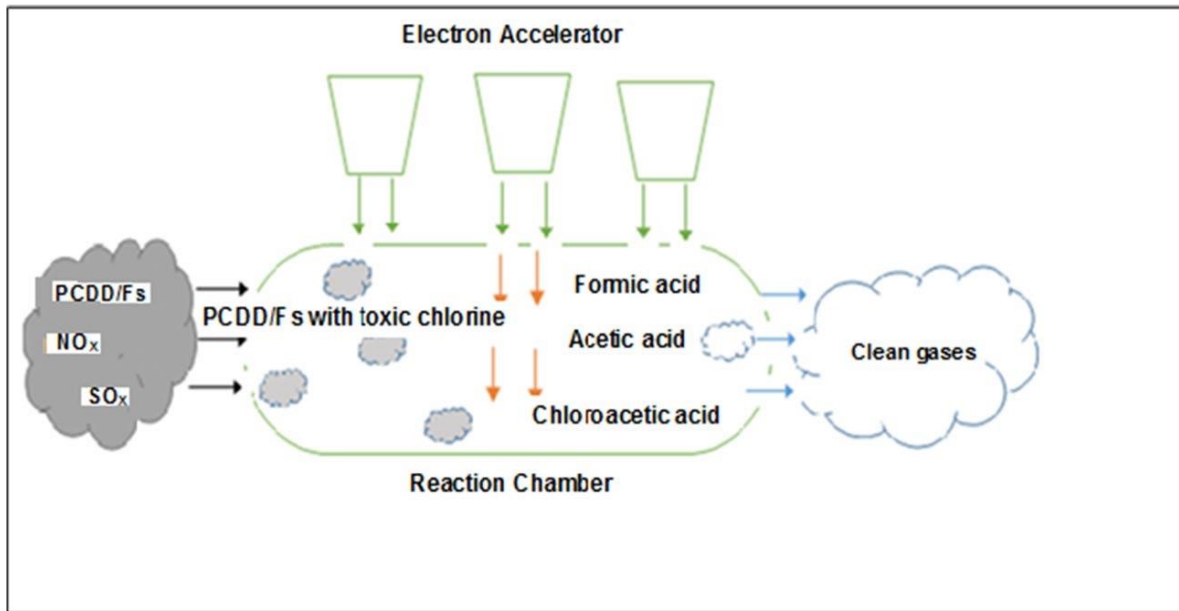 Electron Accelerator
PCDD/Fs
NOx
SOx
PCDD/Fs with toxic chlorine
Formic acid
Acetic acid
Chloroacetic acid
Clean gases
Reaction Chamber